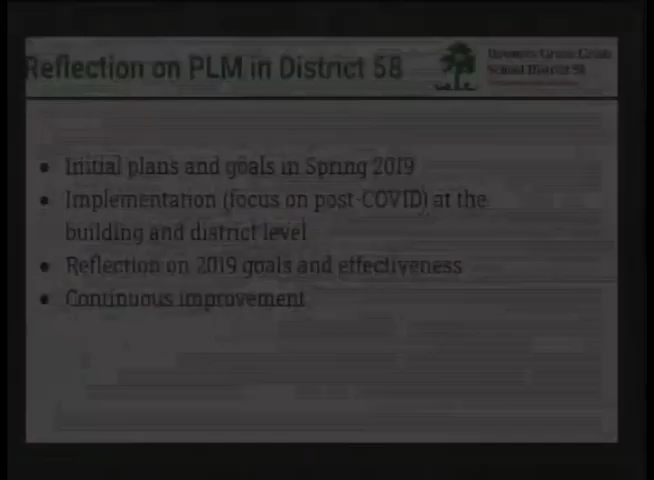 Reflection on PLM in District 58
Downers Grove Grade
School District 58
• Initial plans and goals in Spring 2019
• Implementation (focus on post-COVID) at the
building and district level
• Reflection on 2019 goals and effectiveness
• Continuous improvement